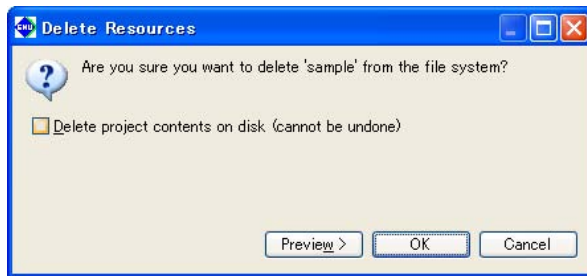 GNU Delete Resources
Are you sure you want to delete 'sample' from the file system?
Delete project contents on disk (cannot be undone)
Preview > OK Cancel